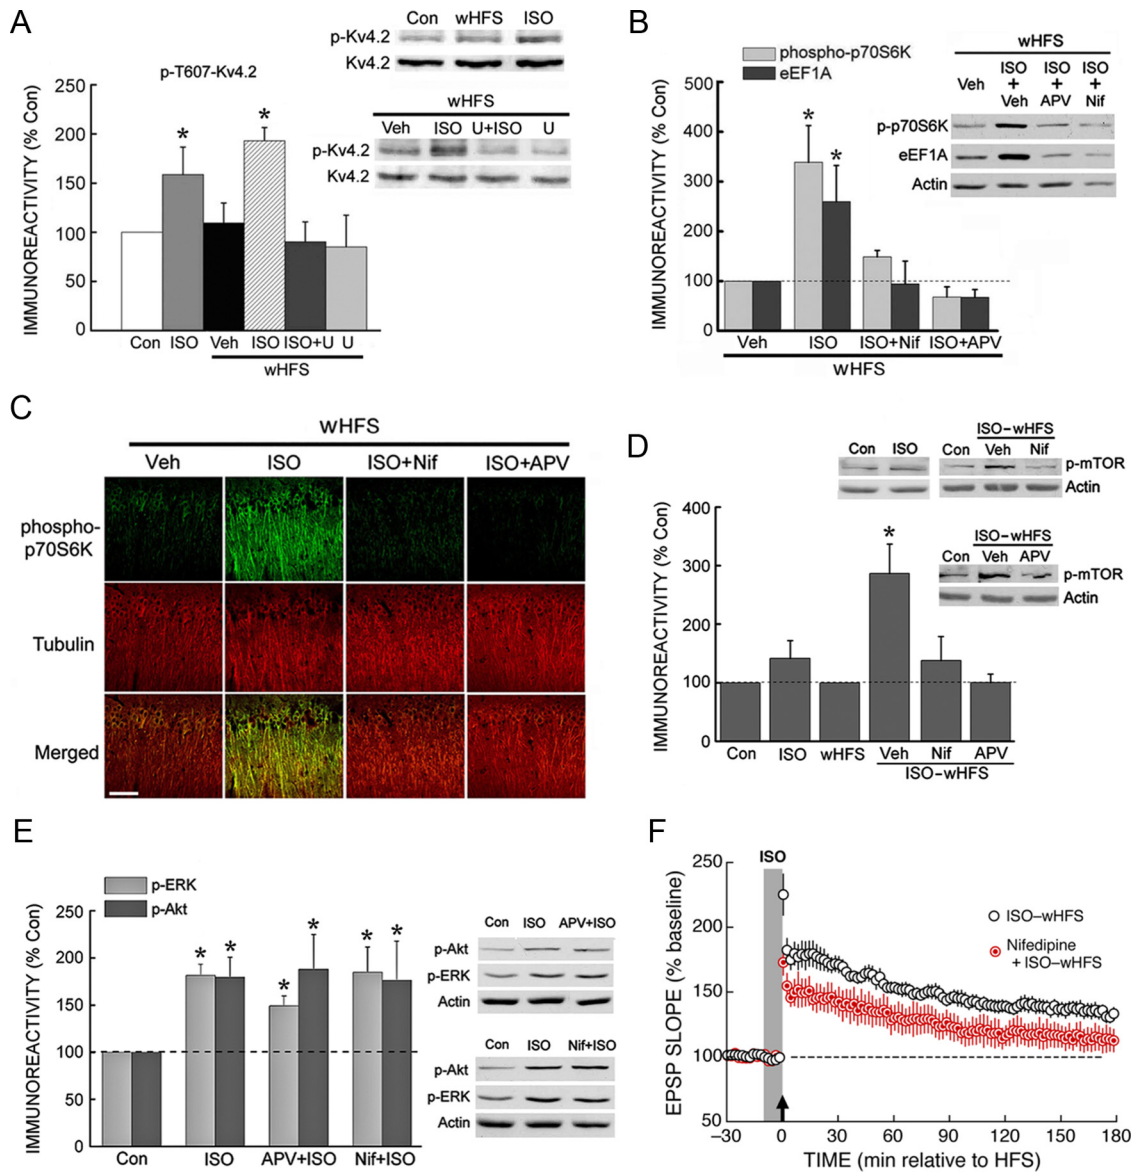 A
Con wHFS ISO
p-Kv4.2
Kv4.2
p-T607-Kv4.2
wHFS
Veh ISO U+ISO U
p-Kv4.2
Kv4.2
IMMUNOREACTIVITY (% Con)
250
200
150
100
50
0
* *
Con ISO Veh ISO ISO+U U
wHFS
B
phospho-p70S6K
eEF1A
wHFS
ISO ISO ISO
+ + +
Veh Veh APV Nif
p-p70S6K
eEF1A
Actin
IMMUNOREACTIVITY (% Con)
500
400
300
200
100
0
* *
Veh ISO ISO+Nif ISO+APV
wHFS
C
wHFS
Veh ISO ISO+Nif ISO+APV
phospho-
p70S6K
Tubulin
Merged
D
Con ISO
ISO–wHFS
Con Veh Nif
p-mTOR
Actin
ISO–wHFS
Con Veh APV
p-mTOR
Actin
IMMUNOREACTIVITY (% Con)
400
300
200
100
0
*
Con ISO wHFS Veh Nif APV
ISO–wHFS
E
p-ERK
p-Akt
IMMUNOREACTIVITY (% Con)
250
200
150
100
50
0
* * * * * *
Con ISO APV+ISO Nif+ISO
Con ISO APV+ISO
p-Akt
p-ERK
Actin
Con ISO Nif+ISO
p-Akt
p-ERK
Actin
F
ISO
ISO–wHFS
Nifedipine
+ ISO–wHFS
EPSP SLOPE (% baseline)
250
200
150
100
50
–30 0 30 60 90 120 150 180
TIME (min relative to HFS)